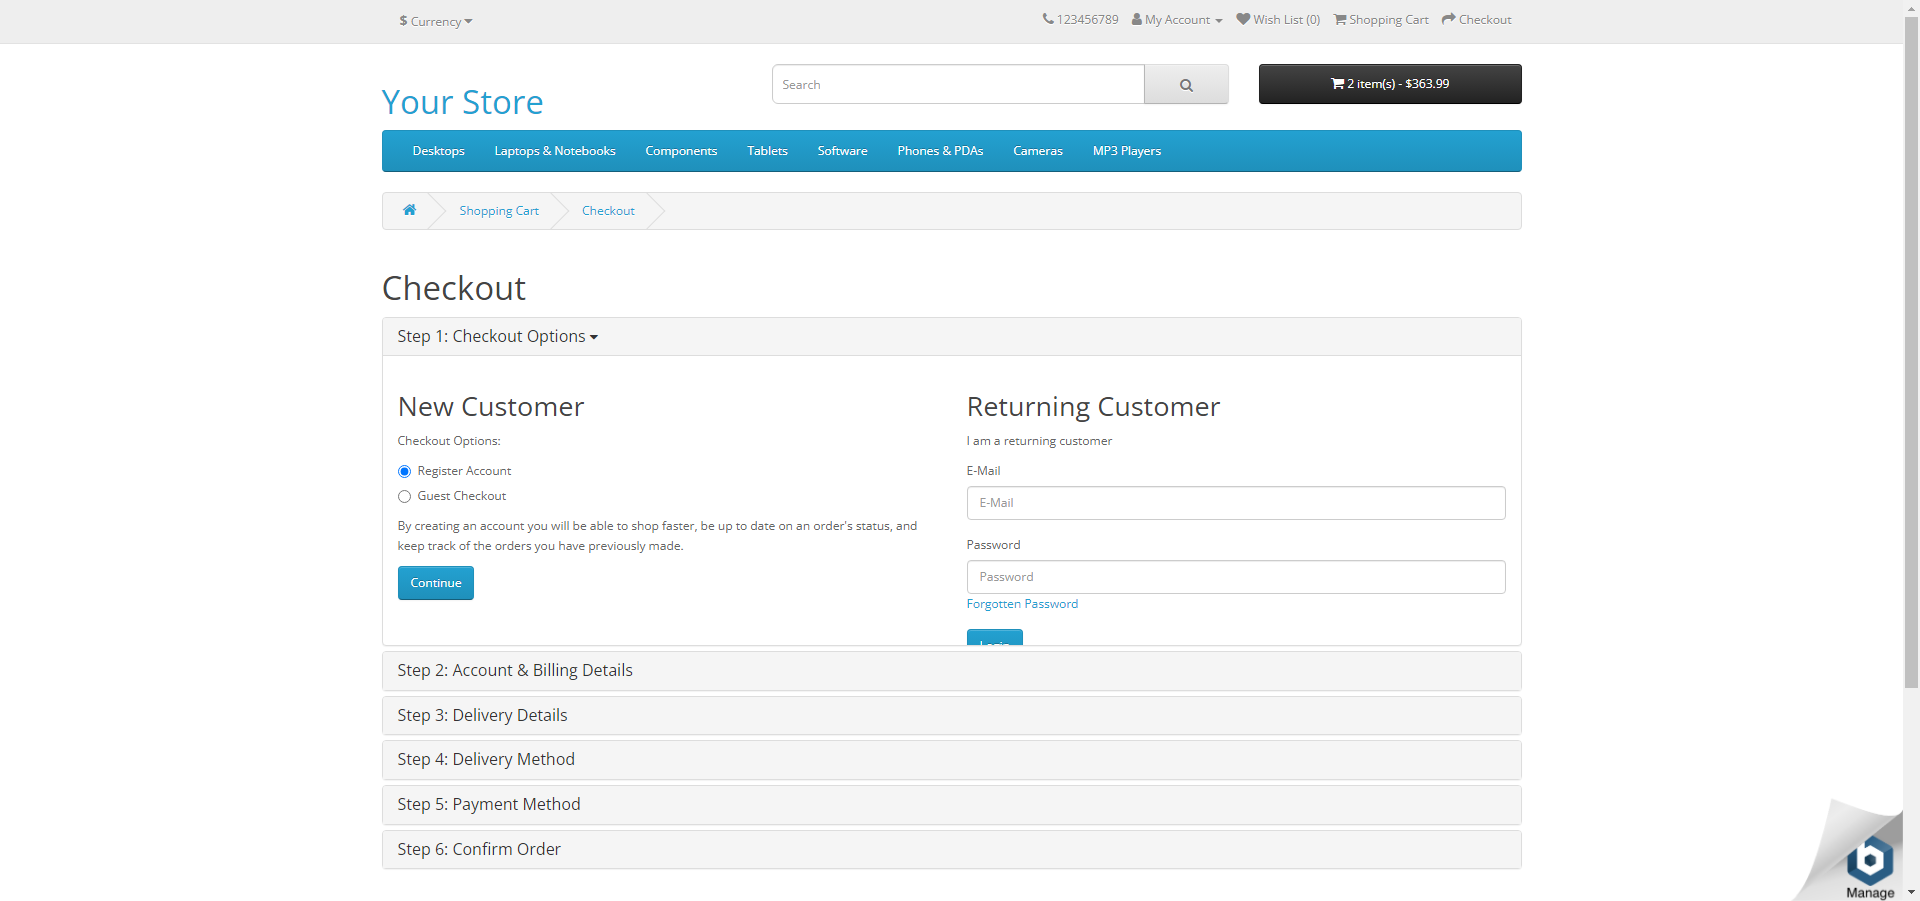 $ Currency
123456789 My Account Wish List (0) Shopping Cart Checkout
Your Store
Search
2 item(s) - $363.99
Desktops Laptops & Notebooks Components Tablets Software Phones & PDAs Cameras MP3 Players
Shopping Cart Checkout
Checkout
Step 1: Checkout Options
New Customer
Checkout Options:
Register Account
Guest Checkout
By creating an account you will be able to shop faster, be up to date on an order's status, and
keep track of the orders you have previously made.
Continue
Returning Customer
I am a returning customer
E-Mail
E-Mail
Password
Password
Forgotten Password
Login
Step 2: Account & Billing Details
Step 3: Delivery Details
Step 4: Delivery Method
Step 5: Payment Method
Step 6: Confirm Order
b
Manage